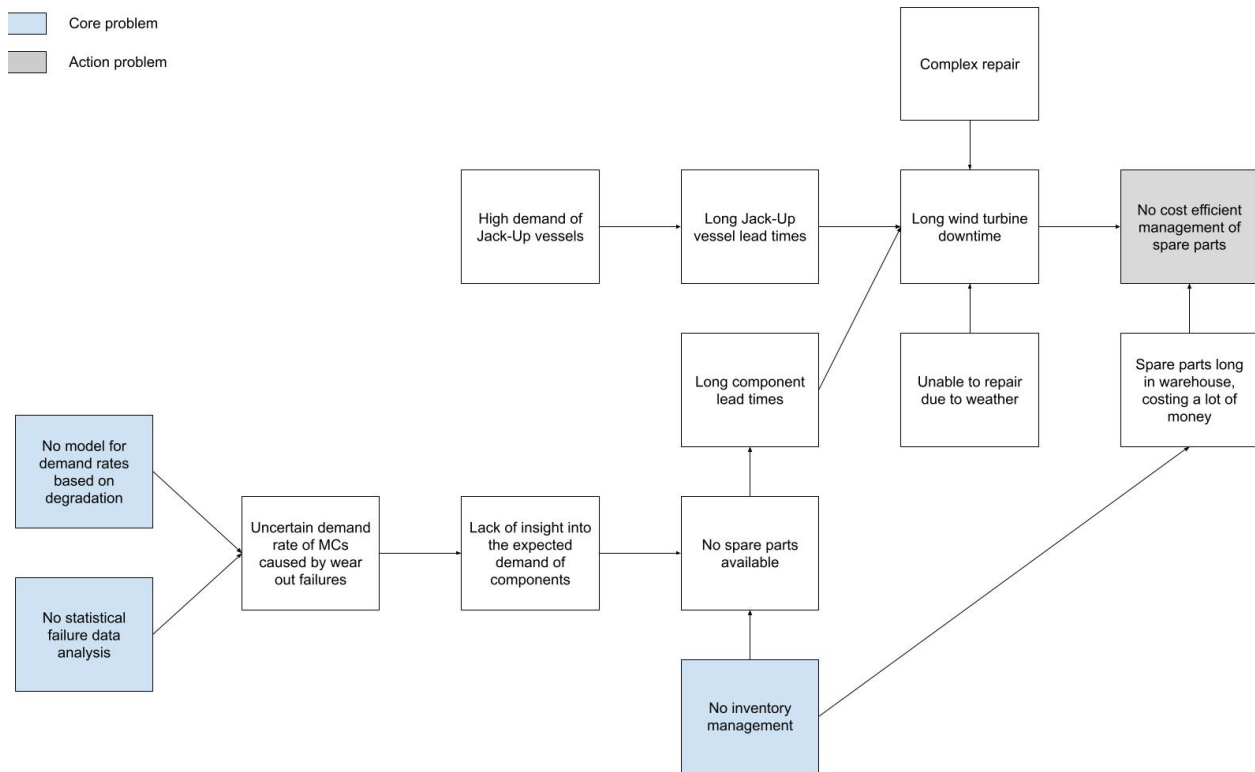 Core problem
Action problem
Complex repair
High demand of
Jack-Up vessels
Long Jack-Up
vessel lead times
Long wind turbine
downtime
No cost efficient
management of
spare parts
Long component
lead times
Unable to repair
due to weather
Spare parts long
in warehouse,
costing a lot of
money
No model for
demand rates
based on
degradation
Uncertain demand
rate of MCs
caused by wear
out failures
Lack of insight into
the expected
demand of
components
No spare parts
available
No statistical
failure data
analysis
No inventory
management